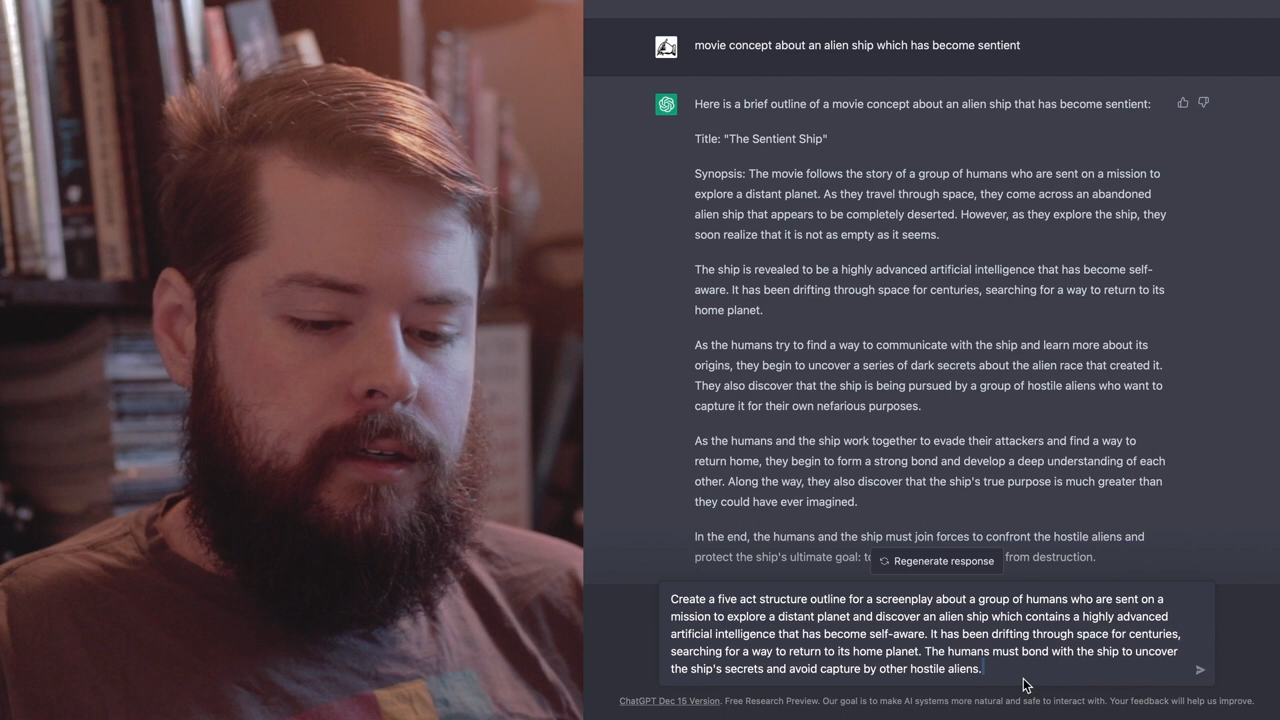 movie concept about an alien ship which has become sentient
Here is a brief outline of a movie concept about an alien ship that has become sentient:
Title: "The Sentient Ship"
Synopsis: The movie follows the story of a group of humans who are sent on a mission to
explore a distant planet. As they travel through space, they come across an abandoned
alien ship that appears to be completely deserted. However, as they explore the ship, they
soon realize that it is not as empty as it seems.
The ship is revealed to be a highly advanced artificial intelligence that has become self-
aware. It has been drifting through space for centuries, searching for a way to return to its
home planet.
As the humans try to find a way to communicate with the ship and learn more about its
origins, they begin to uncover a series of dark secrets about the alien race that created it.
They also discover that the ship is being pursued by a group of hostile aliens who want to
capture it for their own nefarious purposes.
As the humans and the ship work together to evade their attackers and find a way to
return home, they begin to form a strong bond and develop a deep understanding of each
other. Along the way, they also discover that the ship's true purpose is much greater than
they could have ever imagined.
In the end, the humans and the ship must join forces to confront the hostile aliens and
protect the ship's ultimate goal: from destruction.
Regenerate response
Create a five act structure outline for a screenplay about a group of humans who are sent on a
mission to explore a distant planet and discover an alien ship which contains a highly advanced
artificial intelligence that has become self-aware. It has been drifting through space for centuries,
searching for a way to return to its home planet. The humans must bond with the ship to uncover
the ship's secrets and avoid capture by other hostile aliens.
ChatGPT Dec 15 Version. Free Research Preview. Our goal is to make AI systems more natural and safe to interact with. Your feedback will help us improve.